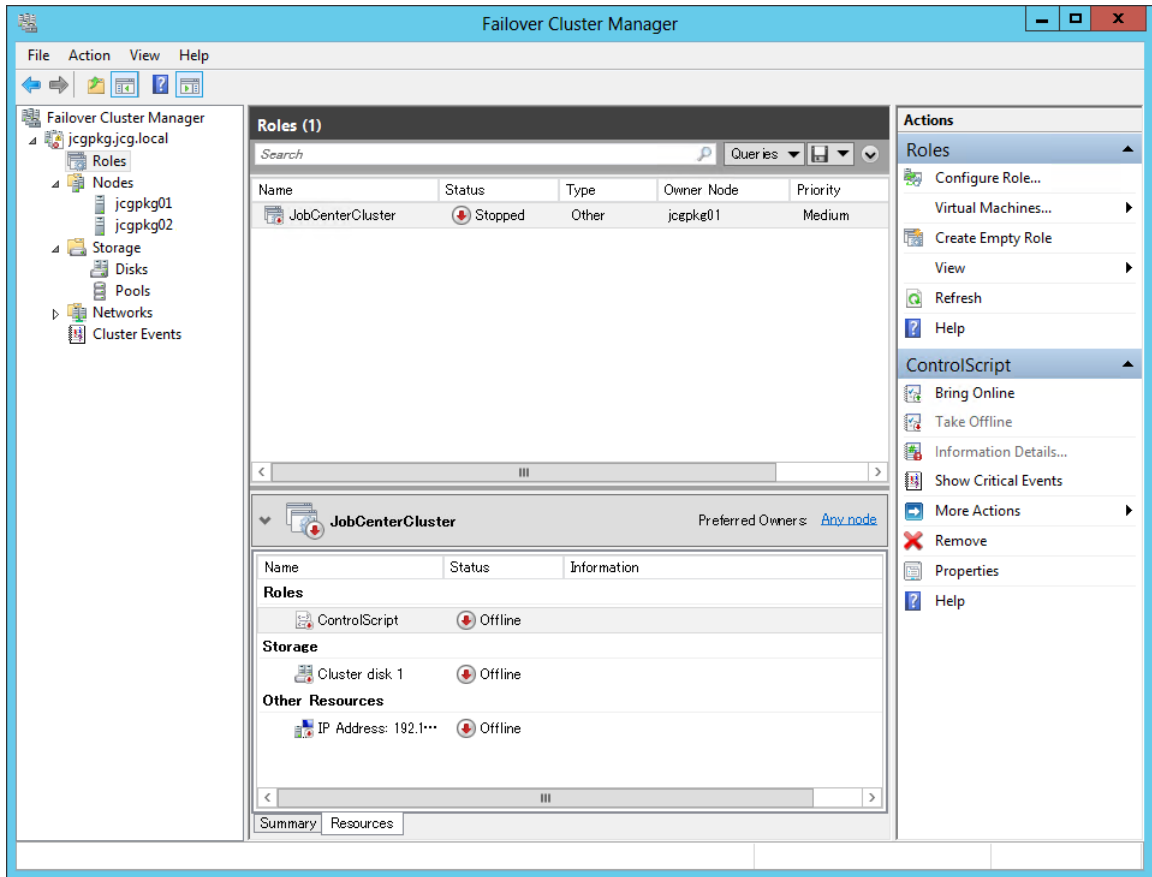 Failover Cluster Manager
File Action View Help
Failover Cluster Manager
jcgpkg.jcg.local
Roles
Nodes
jcgpkg01
jcgpkg02
Storage
Disks
Pools
Networks
Cluster Events
Roles (1)
Search
Queries
Name Status Type Owner Node Priority
JobCenterCluster Stopped Other jcgpkg01 Medium
JobCenterCluster Preferred Owners: Any node
Name Status Information
Roles
ControlScript Offline
Storage
Cluster disk 1 Offline
Other Resources
IP Address: 192.1... Offline
Summary Resources
Actions
Roles
Configure Role...
Virtual Machines...
Create Empty Role
View
Refresh
Help
ControlScript
Bring Online
Take Offline
Information Details...
Show Critical Events
More Actions
Remove
Properties
Help